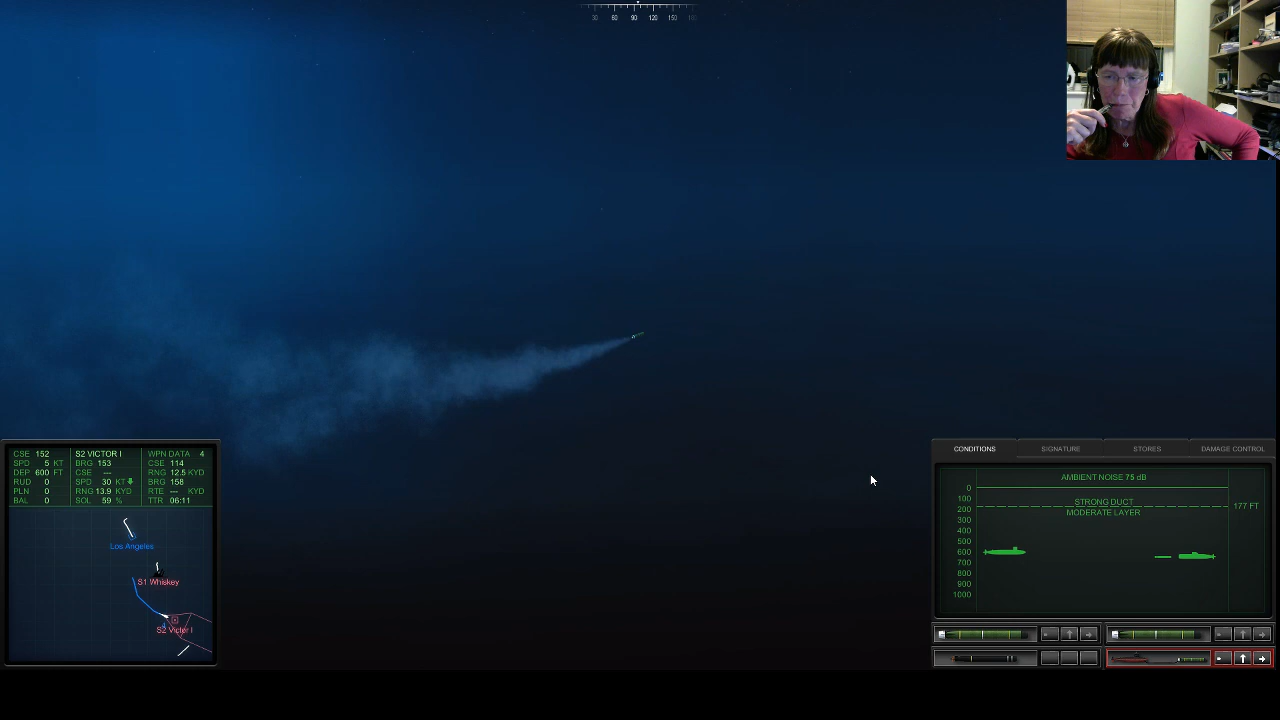 30 60 90 120 150 180
CSE 152 S2 VICTOR I WPN DATA 4
SPD 5 KT BRG 153 CSE 114
DEP 600 FT CSE --- RNG 12.5 KYD
RUD 0 SPD 30 KT BRG 158
PLN 0 RNG 13.9 KYD RTE --- KYD
BAL 0 SOL 59 % TTR 06:11
Los Angeles
S1 Whiskey
S2 Victor I
CONDITIONS SIGNATURE STORES DAMAGE CONTROL
AMBIENT NOISE 75 dB
0
100
200
300
400
500
600
700
800
900
1000
STRONG DUCT
MODERATE LAYER
177 FT